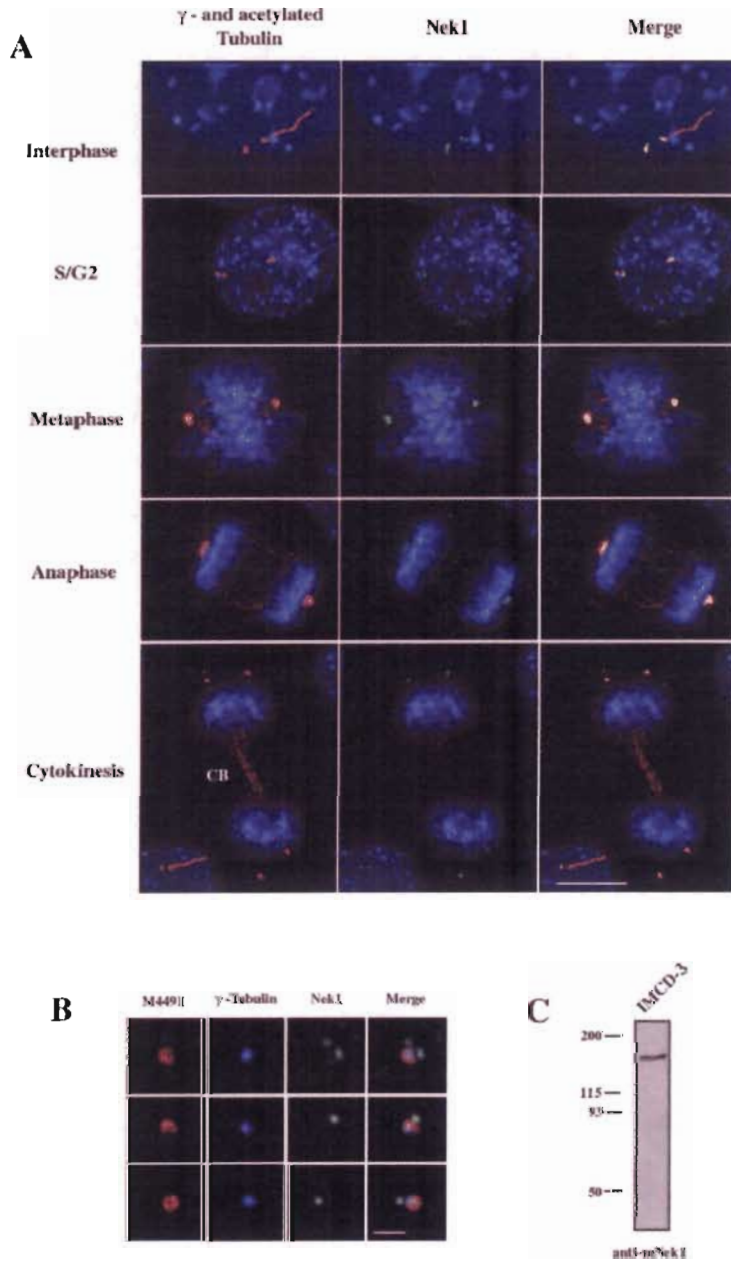 γ - and acetylated
Tubulin
Nek1
Merge
A
Interphase
S/G2
Metaphase
Anaphase
Cytokinesis
CB
B
M4491
γ-Tubulin
Nek1
Merge
C
IMCD-3
200
115
93
50
anti-mNek1